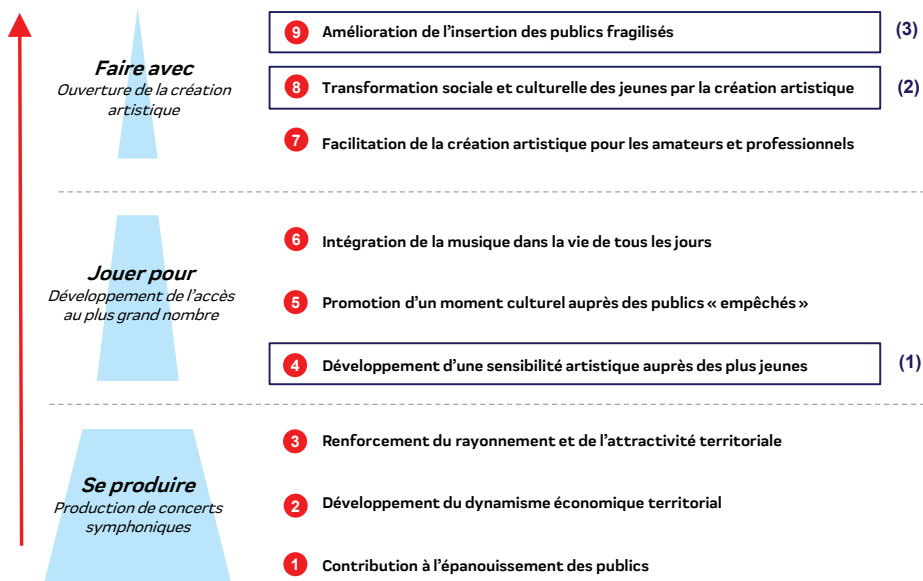 9 Amélioration de l'insertion des publics fragilisés (3)
Faire avec
Ouverture de la création
artistique
8 Transformation sociale et culturelle des jeunes par la création artistique (2)
7 Facilitation de la création artistique pour les amateurs et professionnels
6 Intégration de la musique dans la vie de tous les jours
Jouer pour
Développement de l'accès
au plus grand nombre
5 Promotion d'un moment culturel auprès des publics « empêchés »
4 Développement d'une sensibilité artistique auprès des plus jeunes (1)
3 Renforcement du rayonnement et de l'attractivité territoriale
Se produire
Production de concerts
symphoniques
2 Développement du dynamisme économique territorial
1 Contribution à l'épanouissement des publics